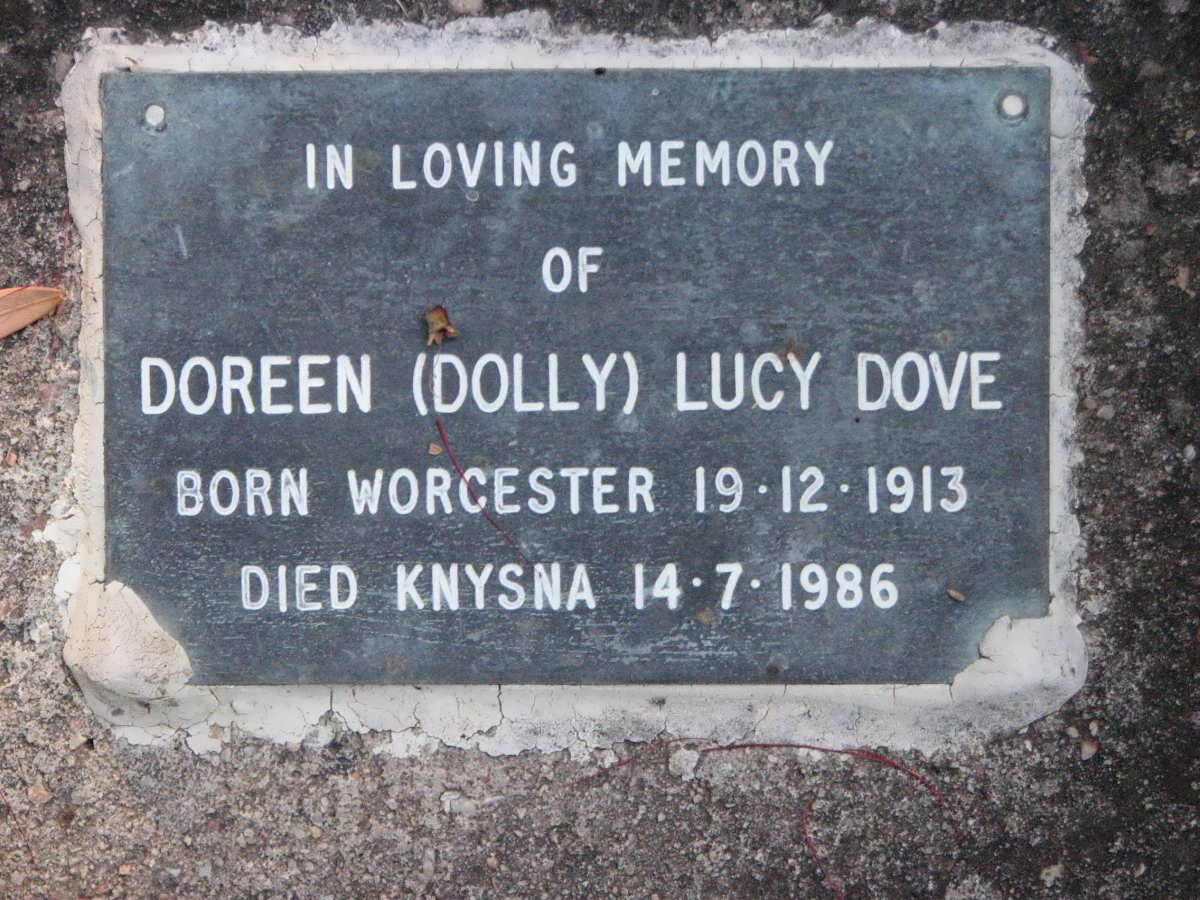 IN LOVING MEMORY
OF
DOREEN (DOLLY) LUCY DOVE
BORN WORCESTER 19·12·1913
DIED KNYSNA 14·7·1986